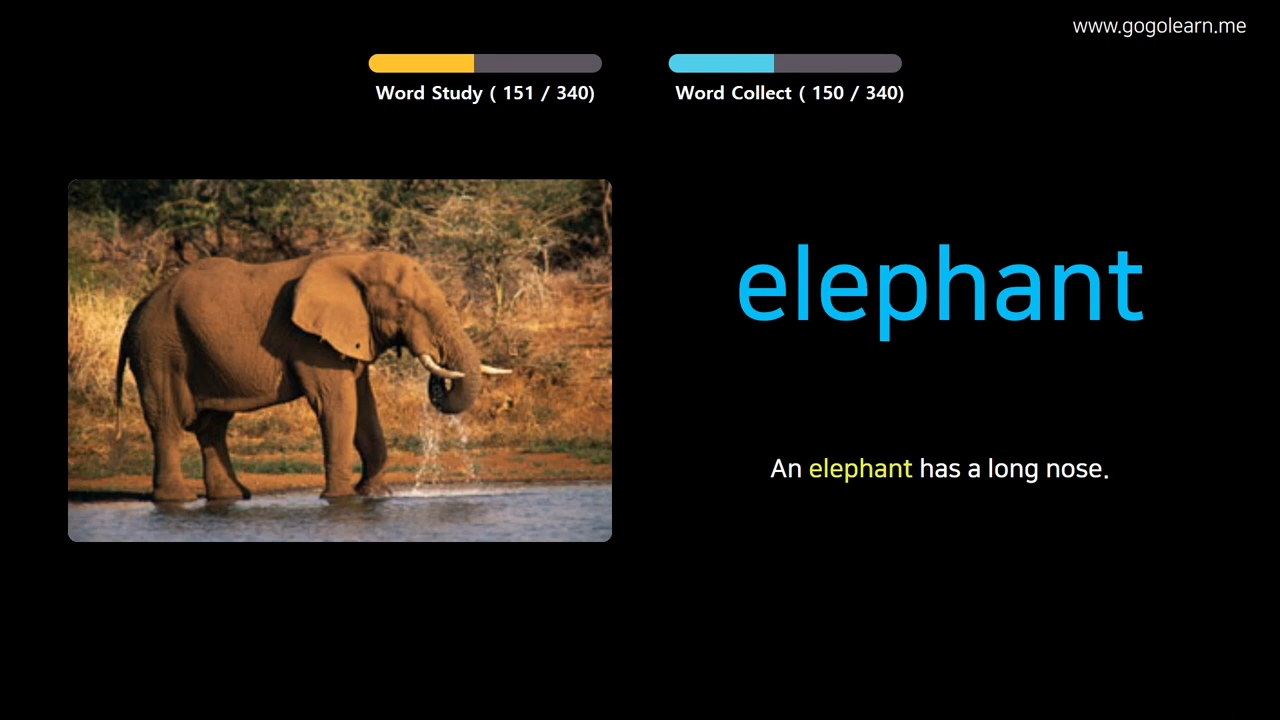 www.gogolearn.me
Word Study ( 151 / 340)
Word Collect ( 150 / 340)
elephant
An elephant has a long nose.